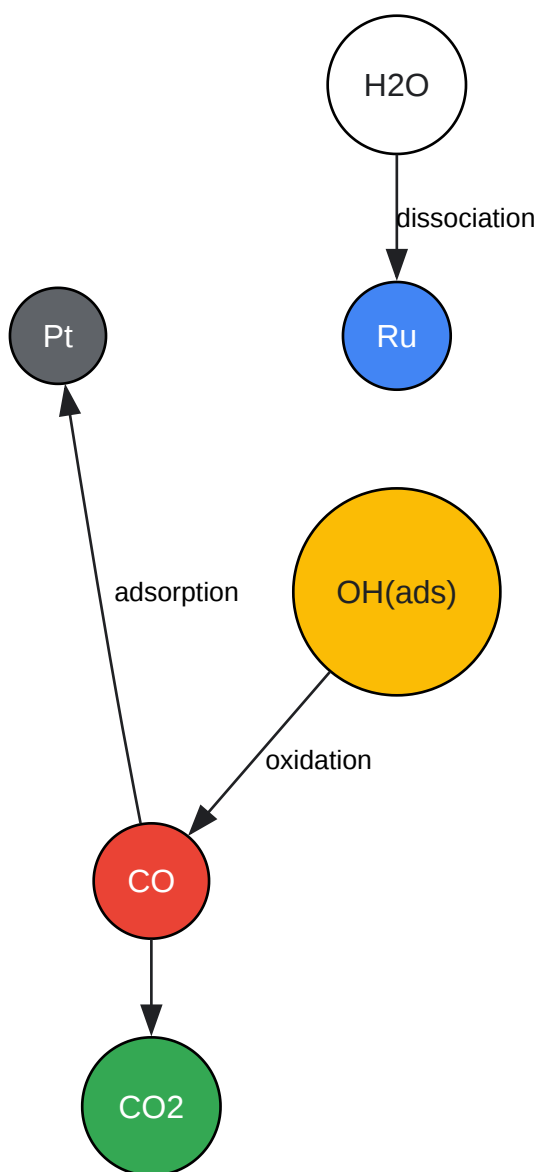 H2O
dissociation
Pt
Ru
adsorption
OH(ads)
oxidation
CO
CO2